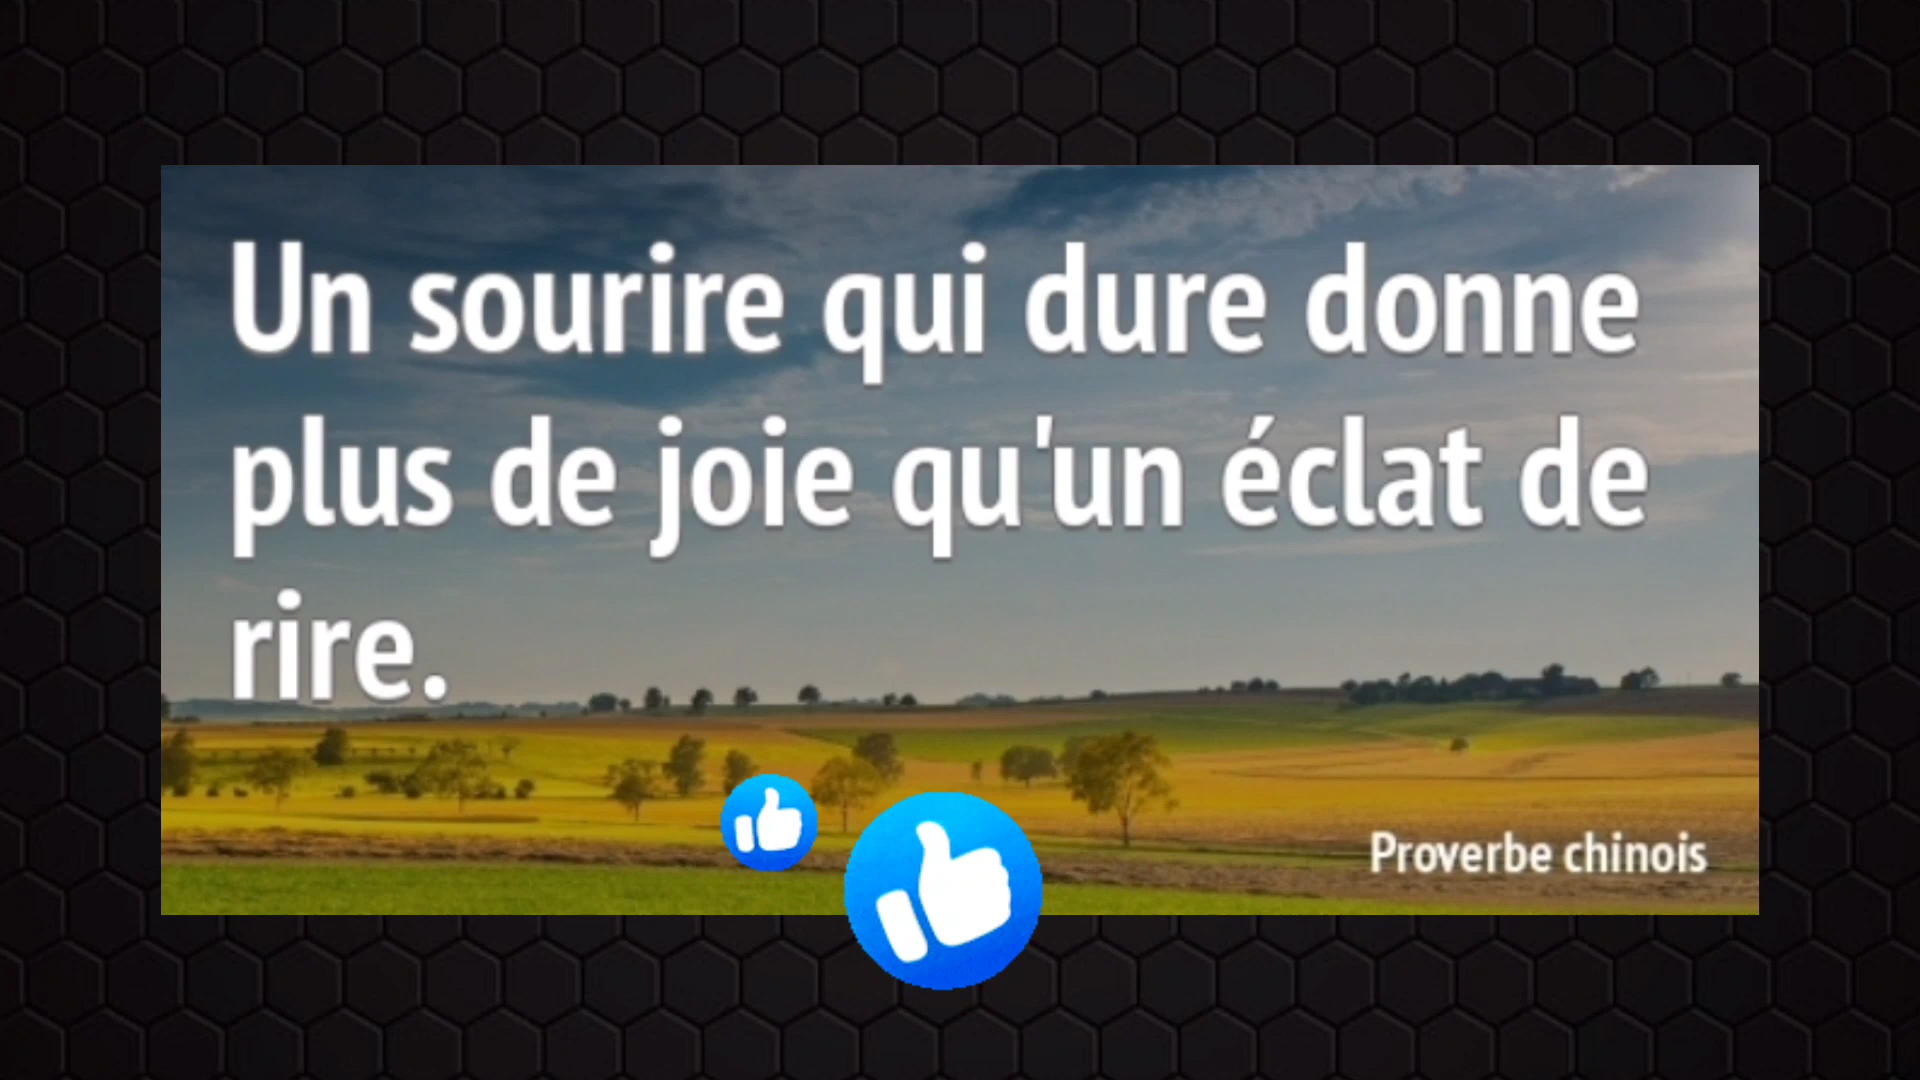 Un sourire qui dure donne
plus de joie qu'un éclat de
rire.
Proverbe chinois